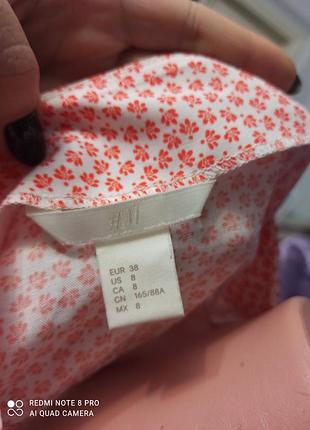 H&M
EUR 38
US 8
CA 8
CN 165/88A
MX 8
REDMI NOTE 8 PRO
AI QUAD CAMERA